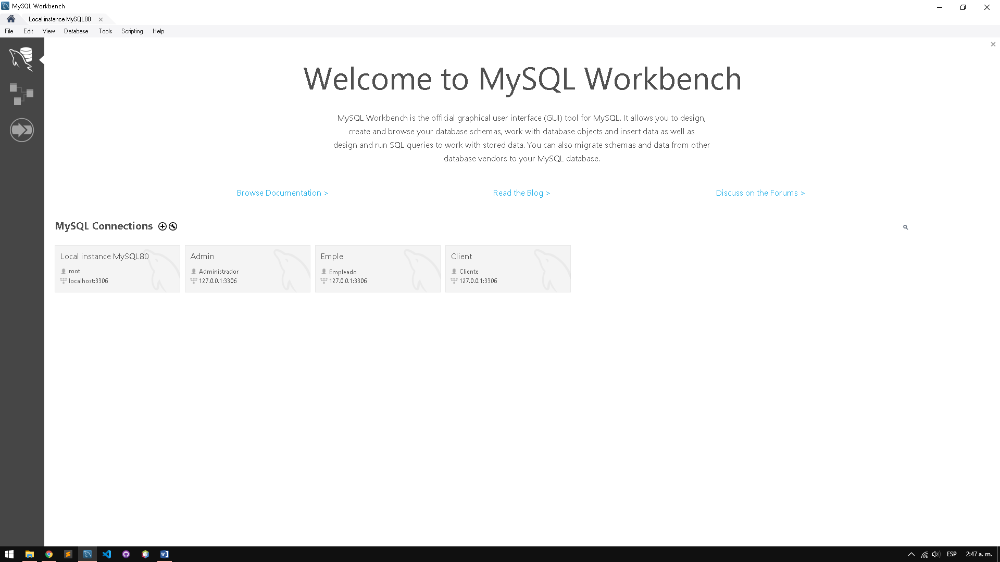 MySQL Workbench
Local instance MySQL80
File Edit View Database Tools Scripting Help
Welcome to MySQL Workbench
MySQL Workbench is the official graphical user interface (GUI) tool for MySQL. It allows you to design,
create and browse your database schemas, work with database objects and insert data as well as
design and run SQL queries to work with stored data. You can also migrate schemas and data from other
database vendors to your MySQL database.
Browse Documentation >
Read the Blog >
Discuss on the Forums >
MySQL Connections
Local instance MySQL80
root
localhost:3306
Admin
Administrador
127.0.0.1:3306
Emple
Empleado
127.0.0.1:3306
Client
Cliente
127.0.0.1:3306
ESP 2:47 a. m.